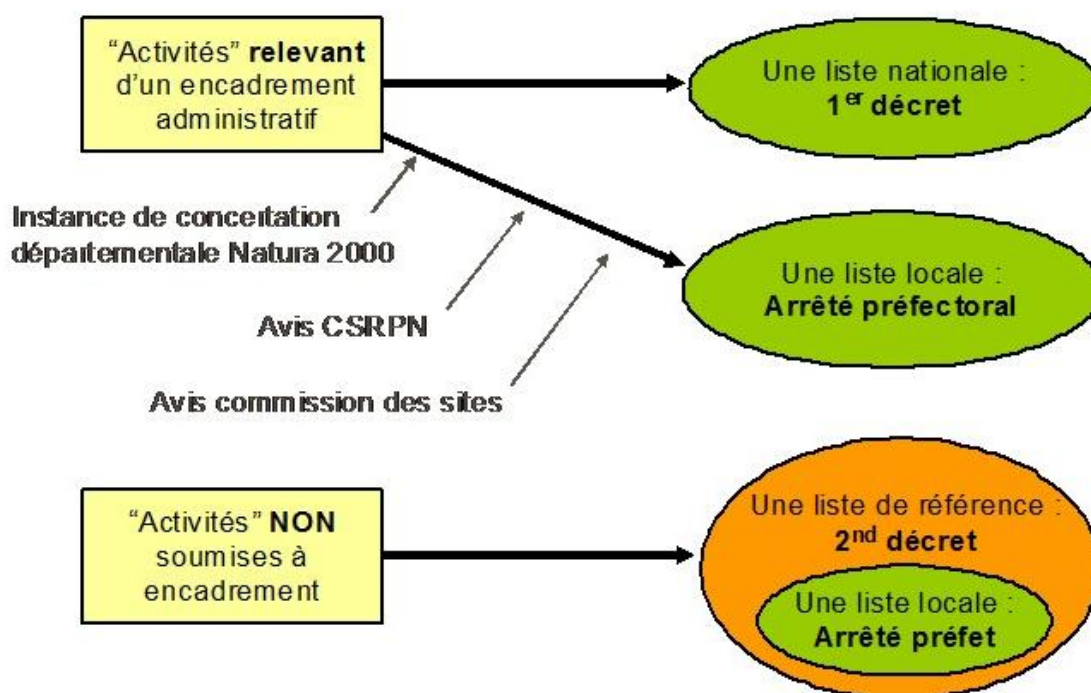 “Activités” relevant
d’un encadrement
administratif
Une liste nationale :
1er décret
Instance de concertation
départementale Natura 2000
Avis CSRPN
Avis commission des sites
Une liste locale :
Arrêté préfectoral
“Activités” NON
soumises à
encadrement
Une liste de référence :
2nd décret
Une liste locale :
Arrêté préfet